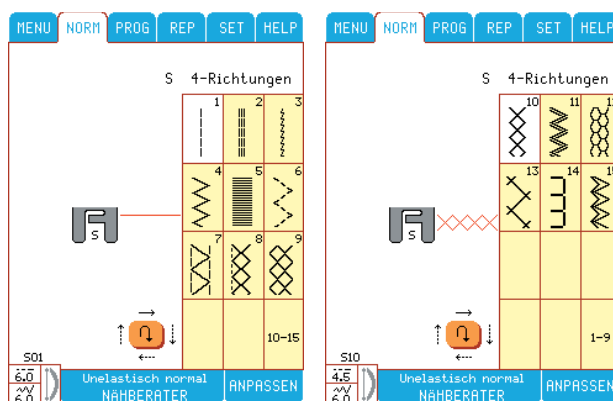 MENU NORM PROG REP SET HELP
S 4-Richtungen
1 2 3
4 5 6
7 8 9
S
10-15
S01
6.0
6.0
Unelastisch normal
NÄHBERATER
ANPASSEN
MENU NORM PROG REP SET HELP
S 4-Richtungen
10 11
13 14 15
S
1-9
S10
4.5
6.0
Unelastisch normal
NÄHBERATER
ANPASSEN